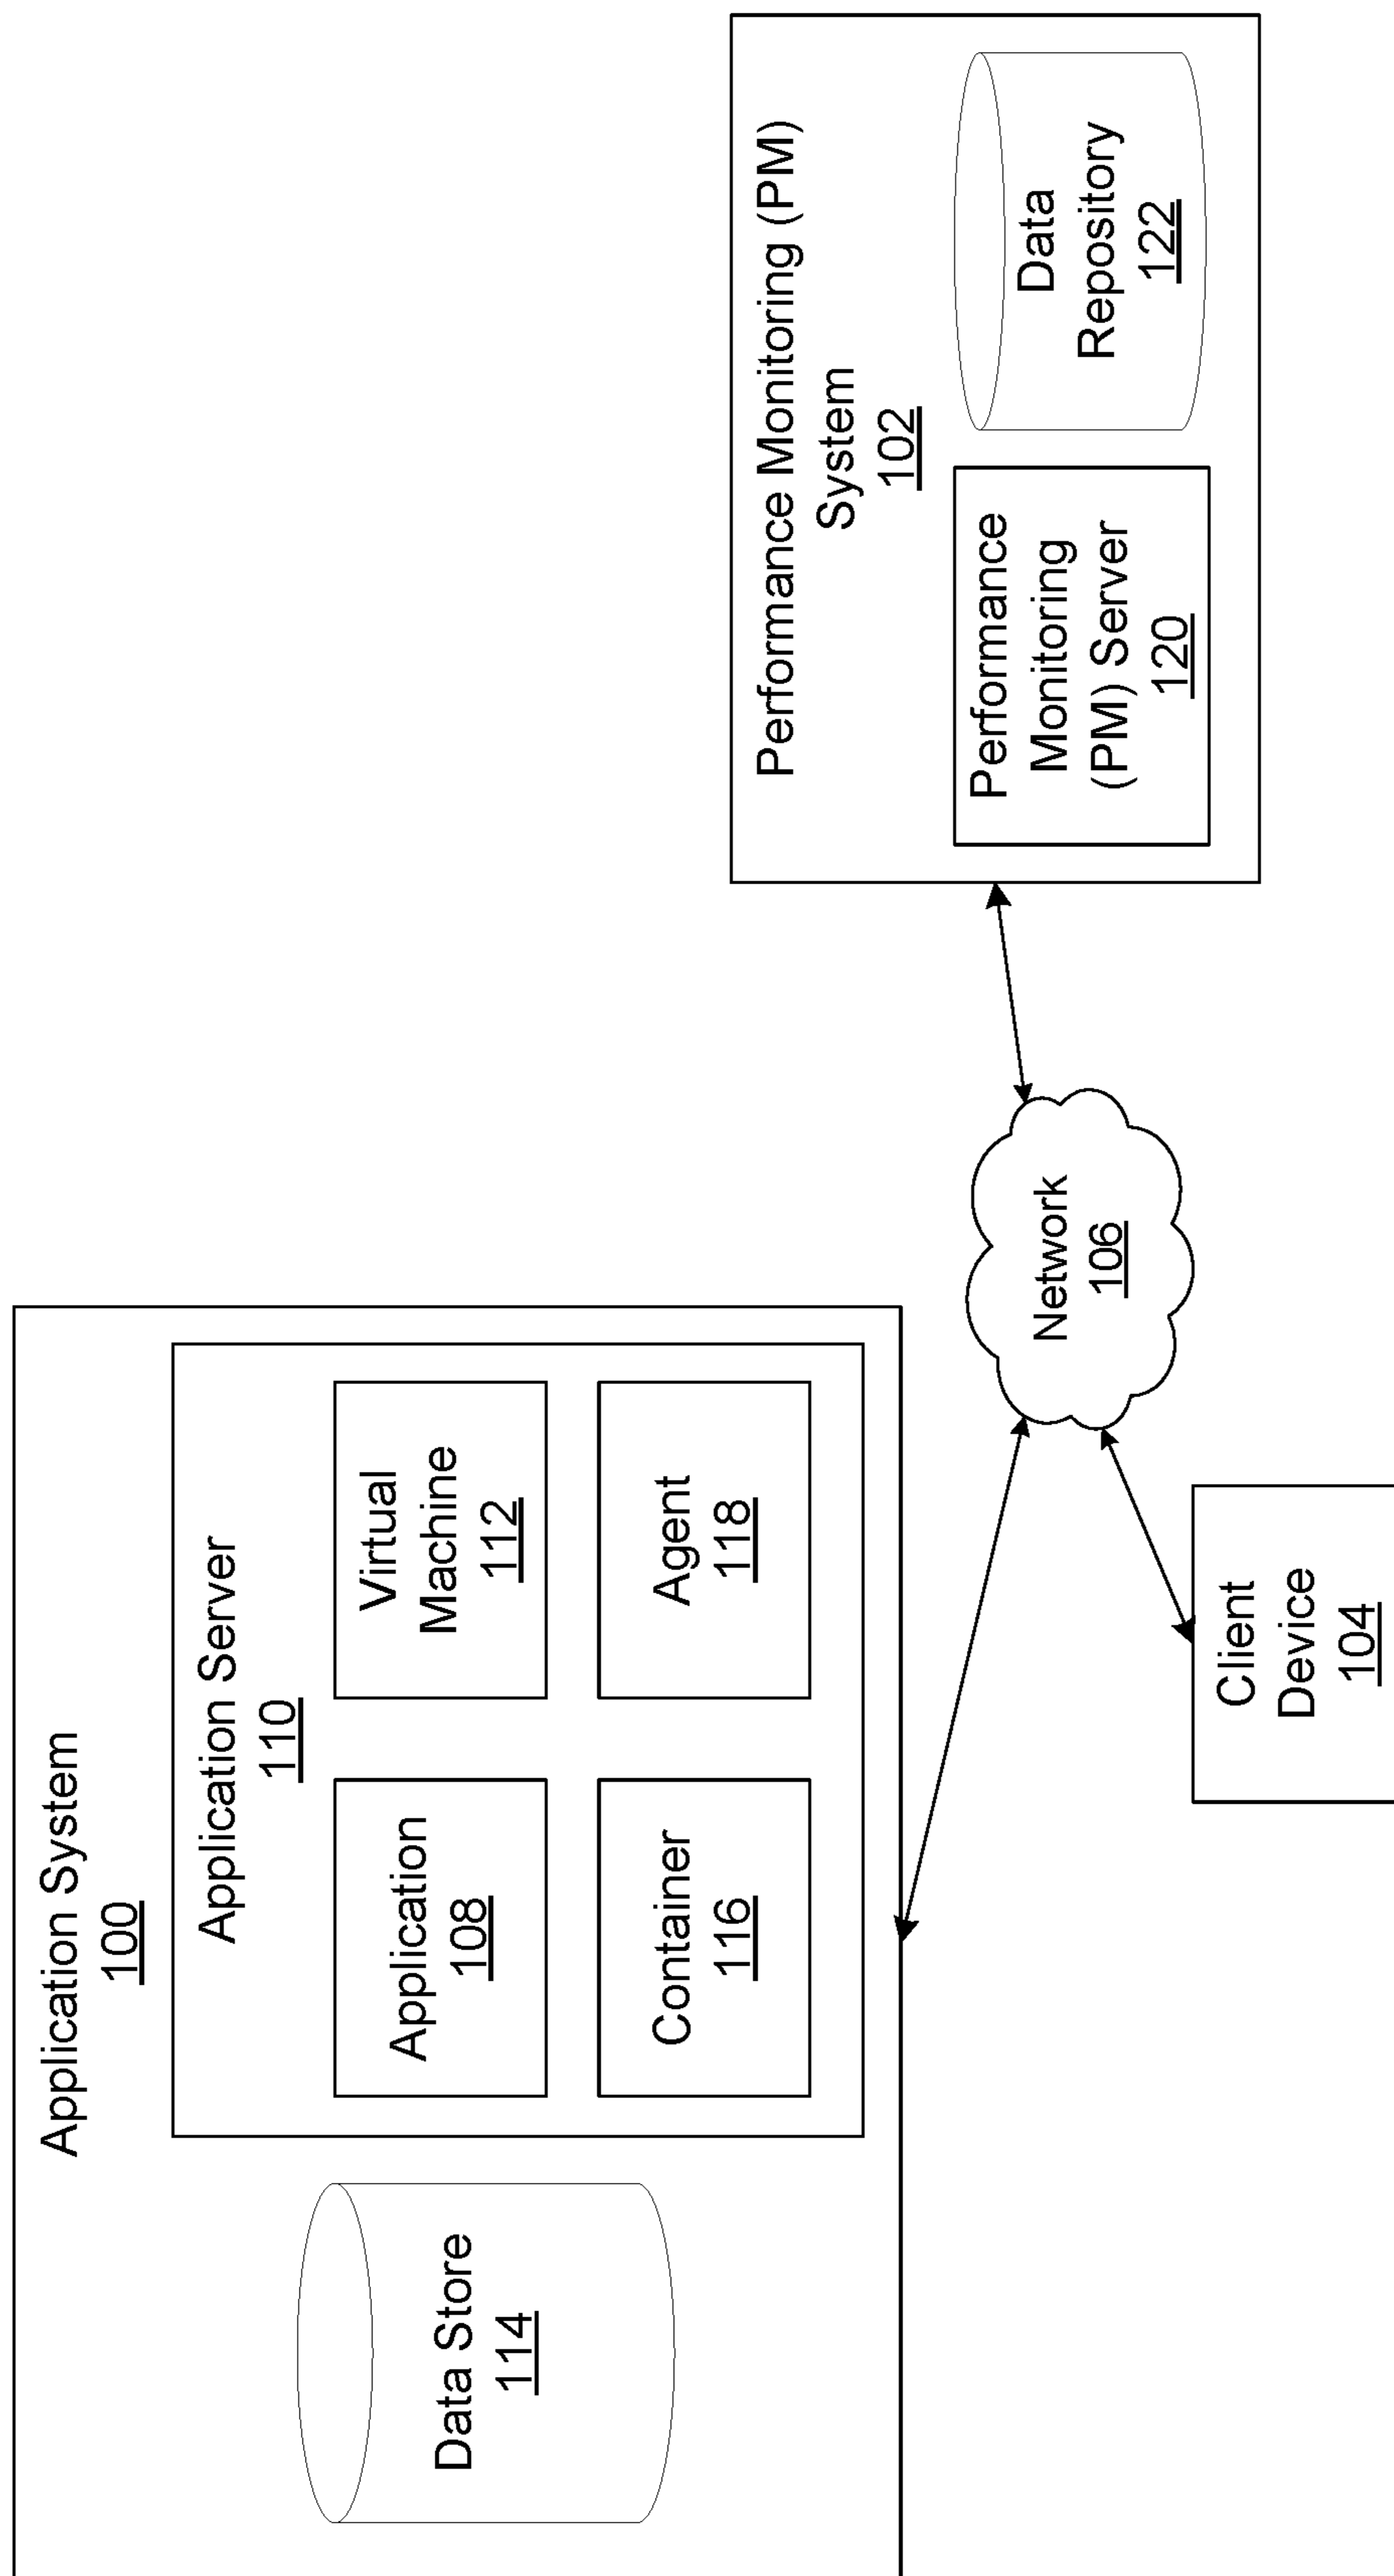 Application System
100
Data Store
114
Application Server
110
Application
108
Virtual
Machine
112
Container
116
Agent
118
Client
Device
104
Network
106
Performance Monitoring (PM)
System
102
Performance
Monitoring
(PM) Server
120
Data
Repository
122